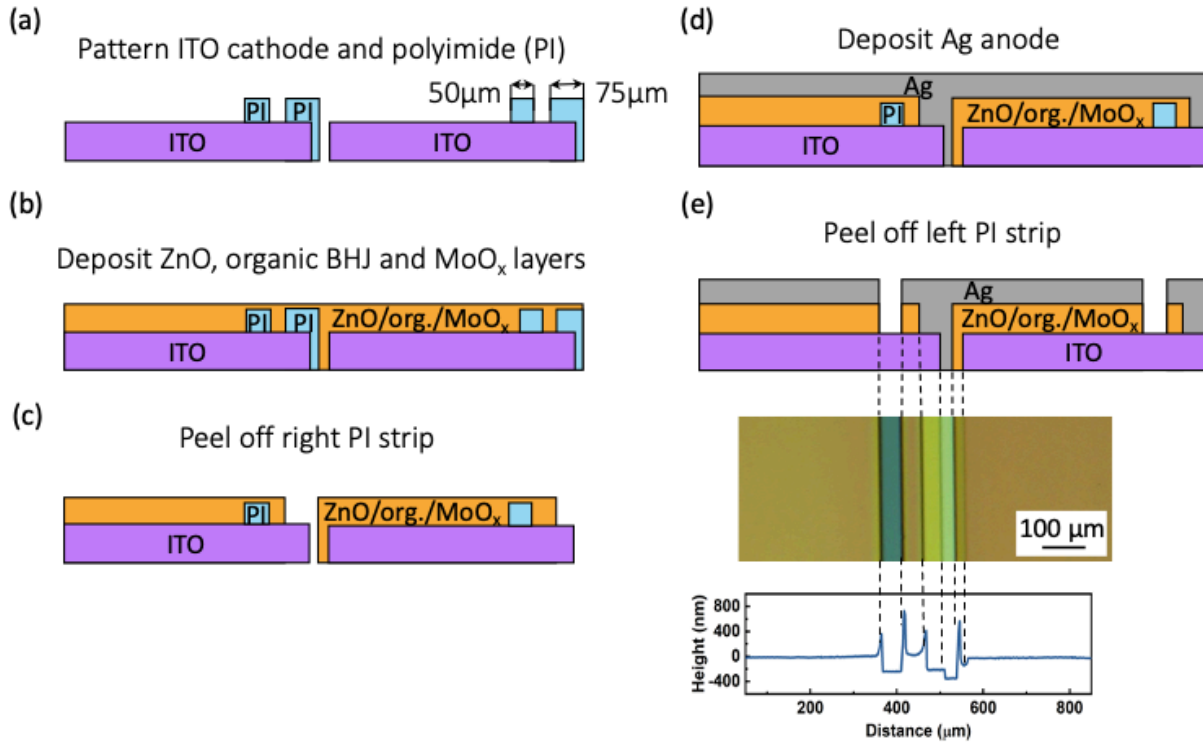 (a)
Pattern ITO cathode and polyimide (PI)
50μm
75μm
PI
PI
ITO
ITO
(b)
Deposit ZnO, organic BHJ and MoOx layers
PI
PI
ZnO/org./MoOx
ITO
(c)
Peel off right PI strip
PI
ZnO/org./MoOx
ITO
(d)
Deposit Ag anode
Ag
PI
ZnO/org./MoOx
ITO
(e)
Peel off left PI strip
Ag
ZnO/org./MoOx
ITO
100 μm
Height (nm)
800
400
0
-400
200
400
600
800
Distance (μm)